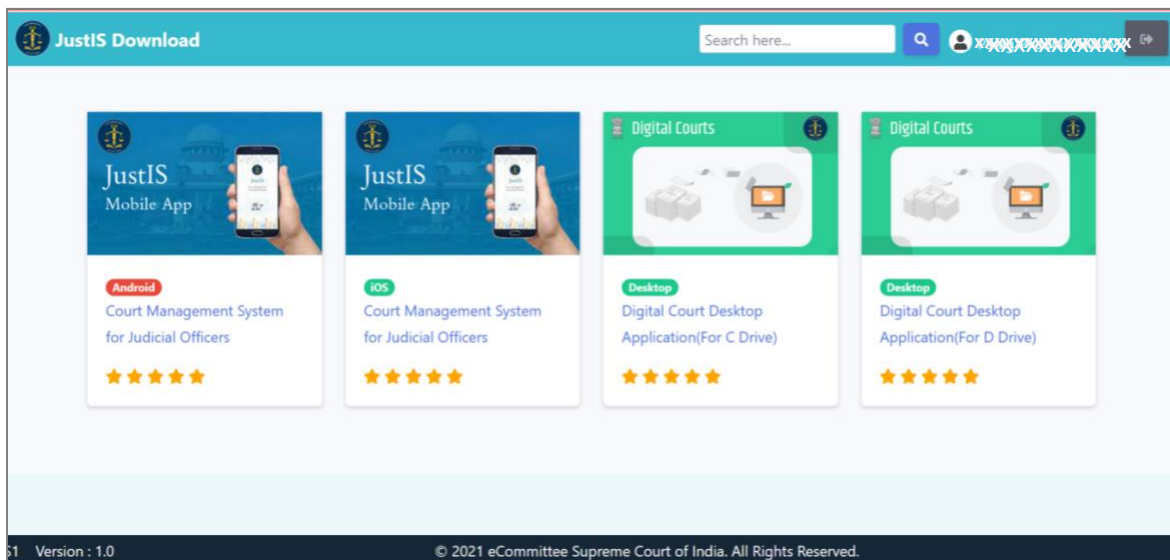 JustIS Download
Search here...
JustIS
Mobile App
Android
Court Management System
for Judicial Officers
JustIS
Mobile App
iOS
Court Management System
for Judicial Officers
Digital Courts
Desktop
Digital Court Desktop
Application(For C Drive)
Digital Courts
Desktop
Digital Court Desktop
Application(For D Drive)
S1 Version : 1.0
© 2021 eCommittee Supreme Court of India. All Rights Reserved.